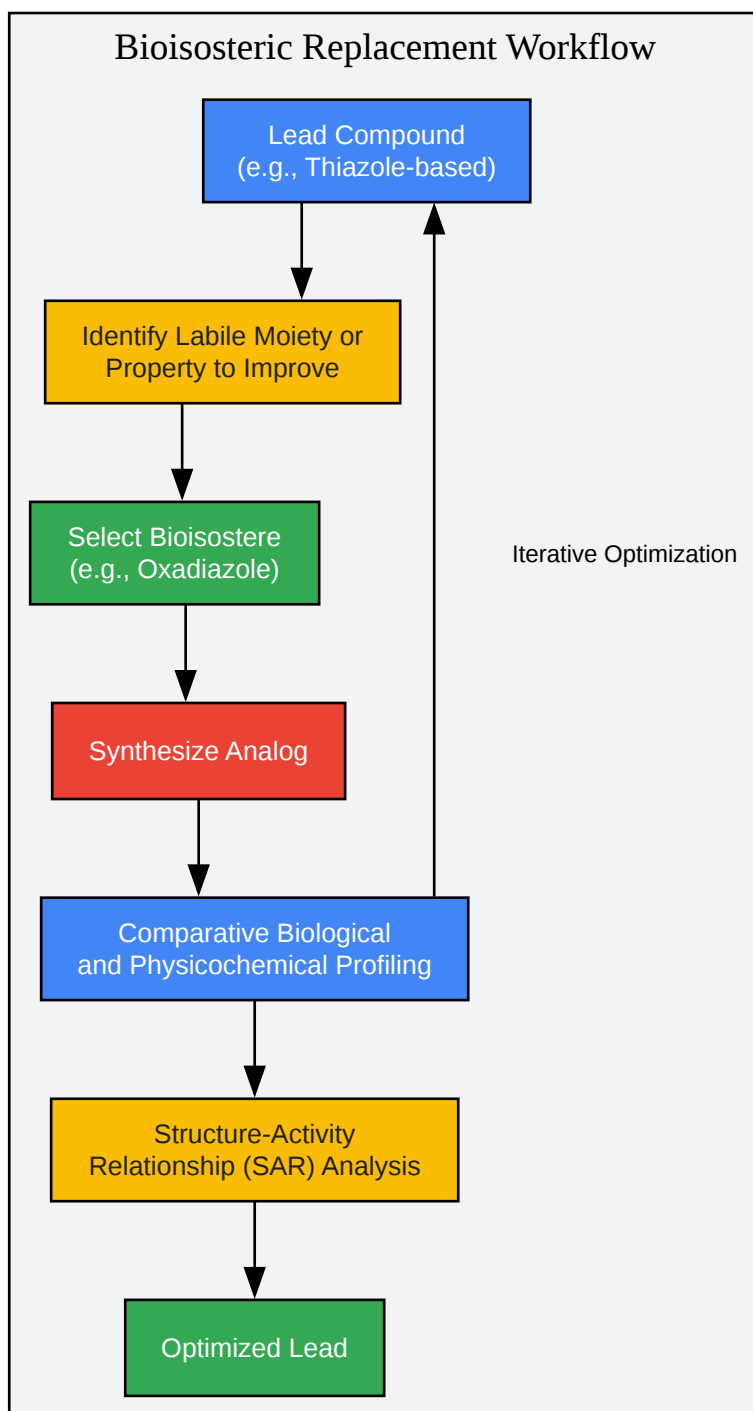 Bioisosteric Replacement Workflow
Lead Compound
(e.g., Thiazole-based)
Identify Labile Moiety or
Property to Improve
Select Bioisostere
(e.g., Oxadiazole)
Iterative Optimization
Synthesize Analog
Comparative Biological
and Physicochemical Profiling
Structure-Activity
Relationship (SAR) Analysis
Optimized Lead